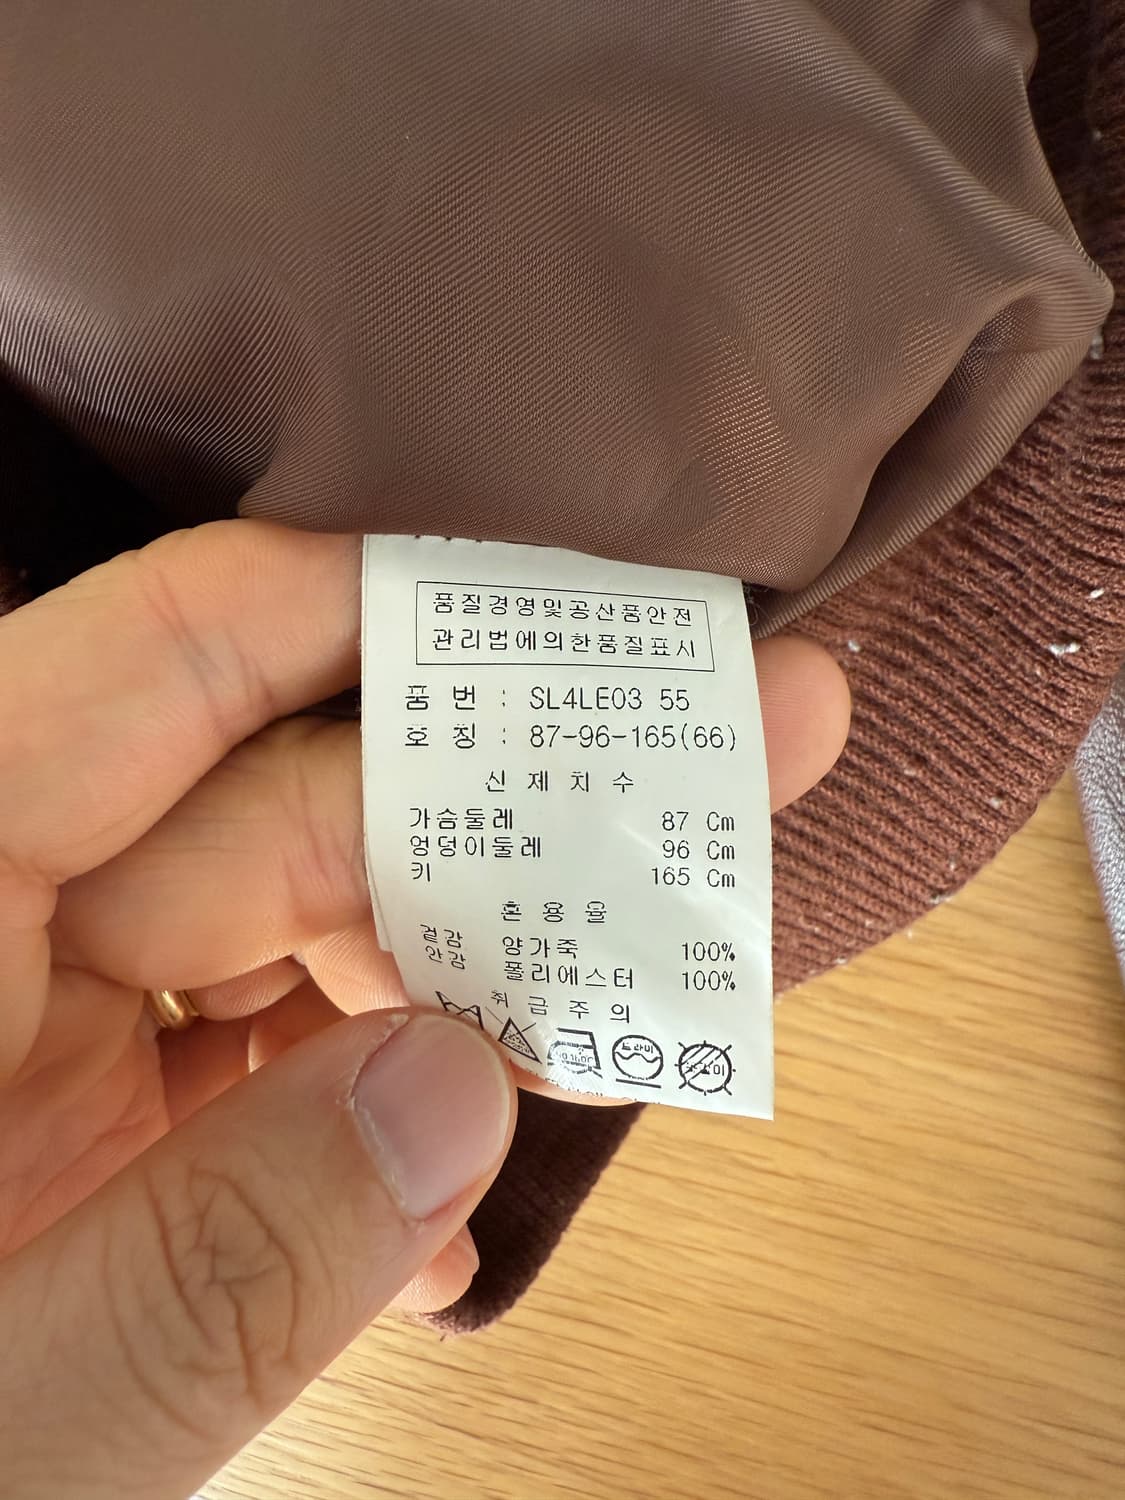 품질경영및공산품안전
관리법에의한품질표시
품 번 : SL4LE03 55
호 칭 : 87-96-165(66)
신 제 치 수
가슴둘레 87 Cm
엉덩이둘레 96 Cm
키 165 Cm
혼 용 율
겉감 양가죽 100%
안감 폴리에스터 100%
취 급 주 의
드라이